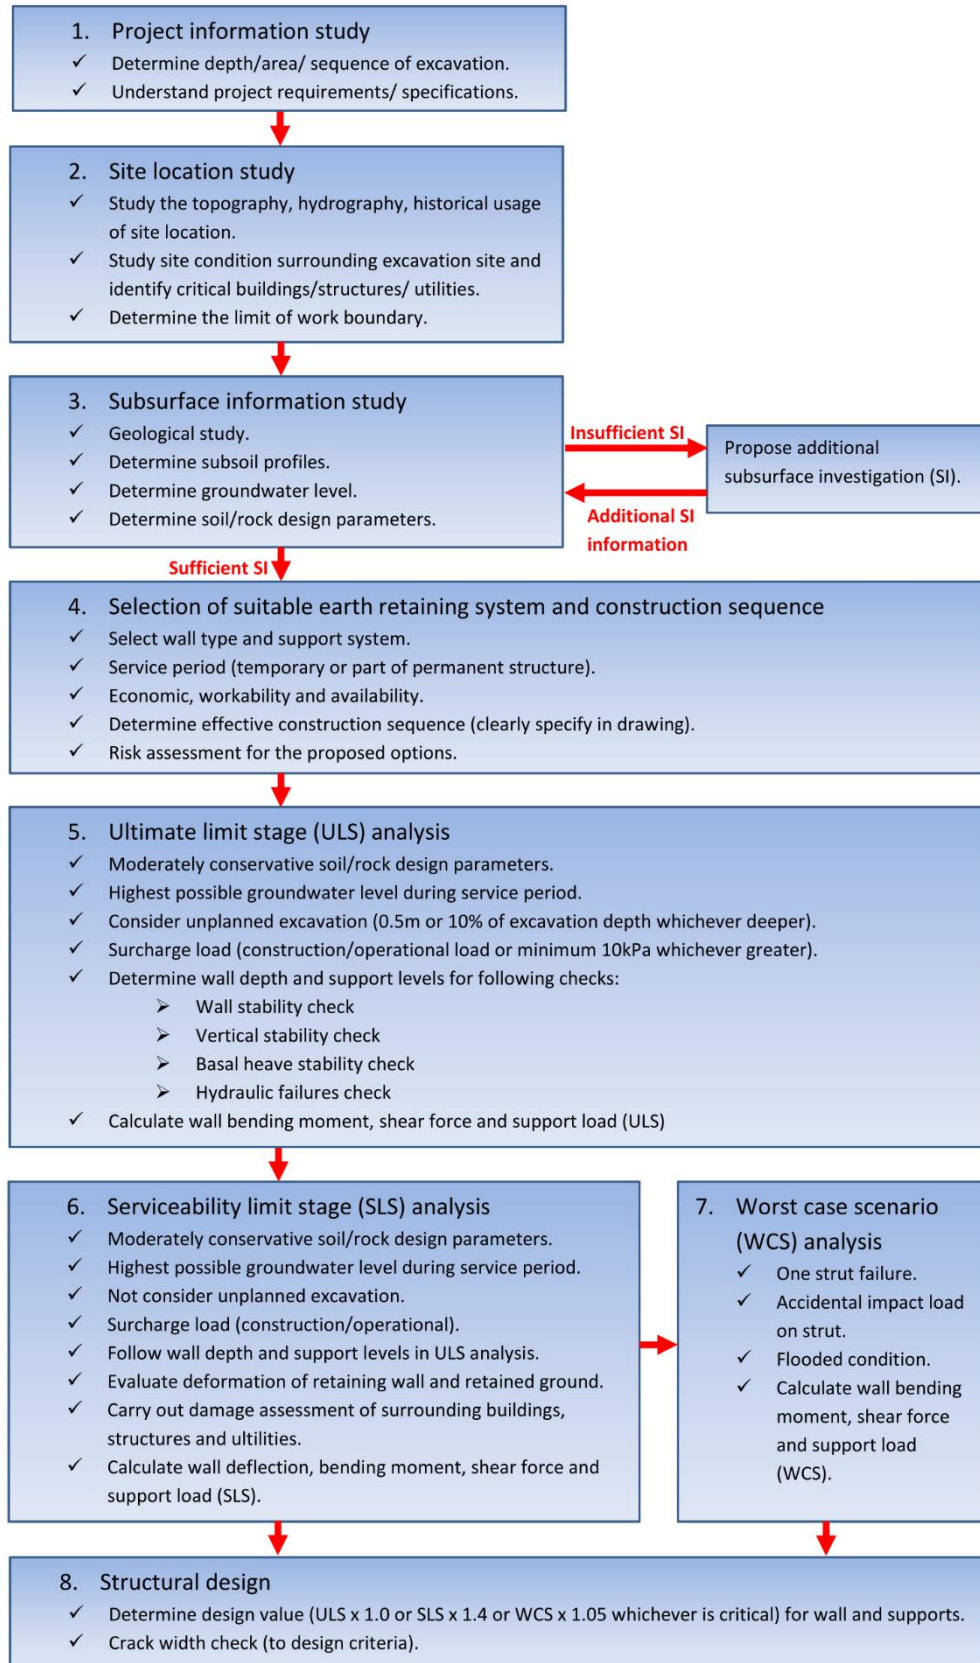 1. Project information study
✓ Determine depth/area/ sequence of excavation.
✓ Understand project requirements/ specifications.
2. Site location study
✓ Study the topography, hydrography, historical usage
of site location.
✓ Study site condition surrounding excavation site and
identify critical buildings/structures/ utilities.
✓ Determine the limit of work boundary.
3. Subsurface information study
✓ Geological study.
✓ Determine subsoil profiles.
✓ Determine groundwater level.
✓ Determine soil/rock design parameters.
Insufficient SI
Propose additional
subsurface investigation (SI).
Additional SI
information
Sufficient SI
4. Selection of suitable earth retaining system and construction sequence
✓ Select wall type and support system.
✓ Service period (temporary or part of permanent structure).
✓ Economic, workability and availability.
✓ Determine effective construction sequence (clearly specify in drawing).
✓ Risk assessment for the proposed options.
5. Ultimate limit stage (ULS) analysis
✓ Moderately conservative soil/rock design parameters.
✓ Highest possible groundwater level during service period.
✓ Consider unplanned excavation (0.5m or 10% of excavation depth whichever deeper).
✓ Surcharge load (construction/operational load or minimum 10kPa whichever greater).
✓ Determine wall depth and support levels for following checks:
➢ Wall stability check
➢ Vertical stability check
➢ Basal heave stability check
➢ Hydraulic failures check
✓ Calculate wall bending moment, shear force and support load (ULS)
6. Serviceability limit stage (SLS) analysis
✓ Moderately conservative soil/rock design parameters.
✓ Highest possible groundwater level during service period.
✓ Not consider unplanned excavation.
✓ Surcharge load (construction/operational).
✓ Follow wall depth and support levels in ULS analysis.
✓ Evaluate deformation of retaining wall and retained ground.
✓ Carry out damage assessment of surrounding buildings,
structures and ultilities.
✓ Calculate wall deflection, bending moment, shear force and
support load (SLS).
7. Worst case scenario
(WCS) analysis
✓ One strut failure.
✓ Accidental impact load
on strut.
✓ Flooded condition.
✓ Calculate wall bending
moment, shear force
and support load
(WCS).
8. Structural design
✓ Determine design value (ULS x 1.0 or SLS x 1.4 or WCS x 1.05 whichever is critical) for wall and supports.
✓ Crack width check (to design criteria).